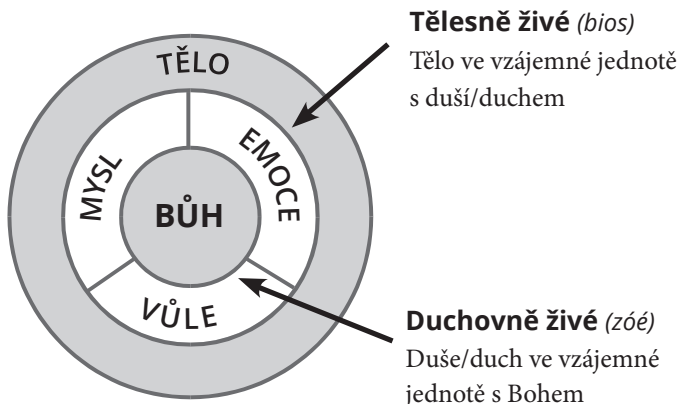 Tělesně živé (bios)
Tělo ve vzájemné jednotě
s duší/duchem
TĚLO
MYSL
EMOCE
BŮH
VŮLE
Duchovně živé (zóé)
Duše/duch ve vzájemné
jednotě s Bohem